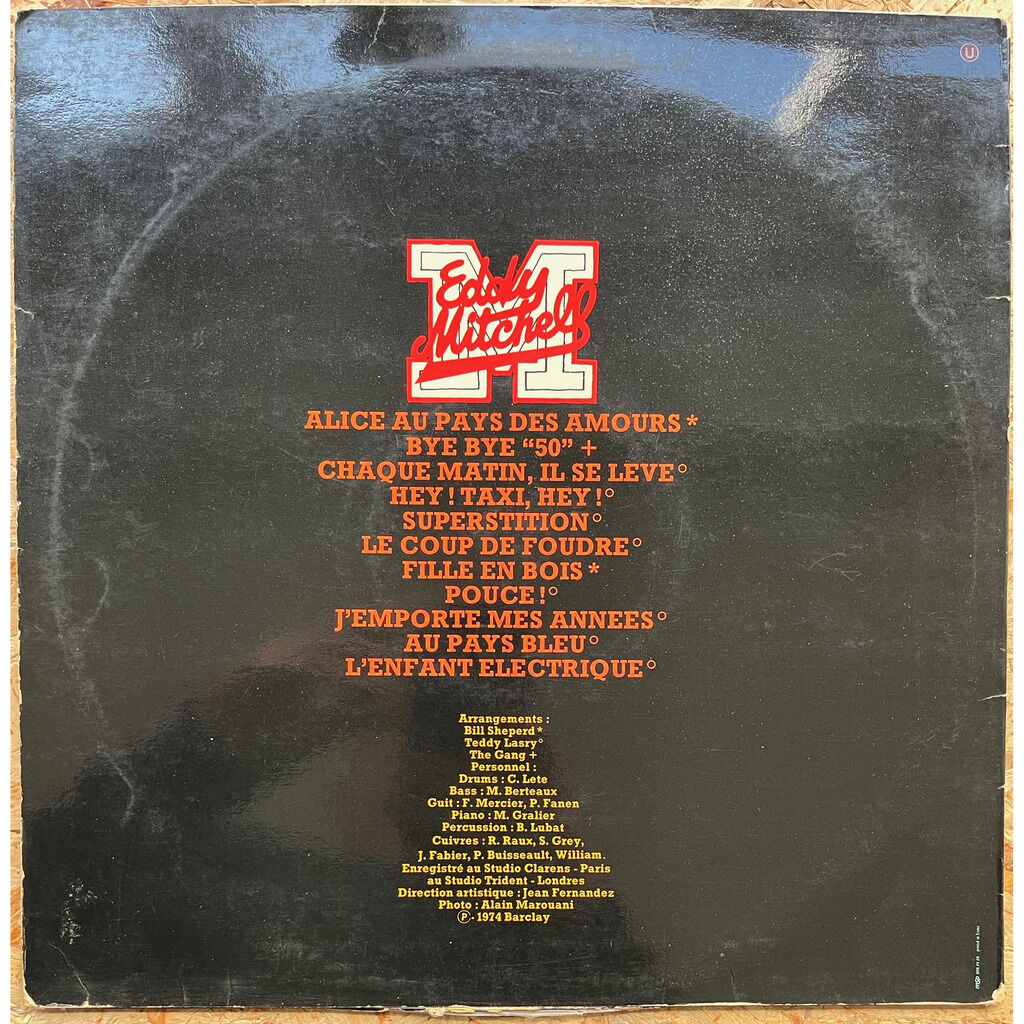 U
M
Eddy
Mitchell
ALICE AU PAYS DES AMOURS *
BYE BYE “50” +
CHAQUE MATIN, IL SE LEVE°
HEY ! TAXI, HEY !°
SUPERSTITION°
LE COUP DE FOUDRE°
FILLE EN BOIS *
POUCE !°
J’EMPORTE MES ANNEES°
AU PAYS BLEU°
L’ENFANT ELECTRIQUE°
Arrangements :
Bill Sheperd *
Teddy Lasry°
The Gang +
Personnel :
Drums : C. Lete
Bass : M. Berteaux
Guit : F. Mercier, P. Fanen
Piano : M. Gralier
Percussion : B. Lubat
Cuivres : R. Raux, S. Grey,
J. Fabier, P. Buisseault, William.
Enregistré au Studio Clarens - Paris
au Studio Trident - Londres
Direction artistique : Jean Fernandez
Photo : Alain Marouani
Ⓟ - 1974 Barclay